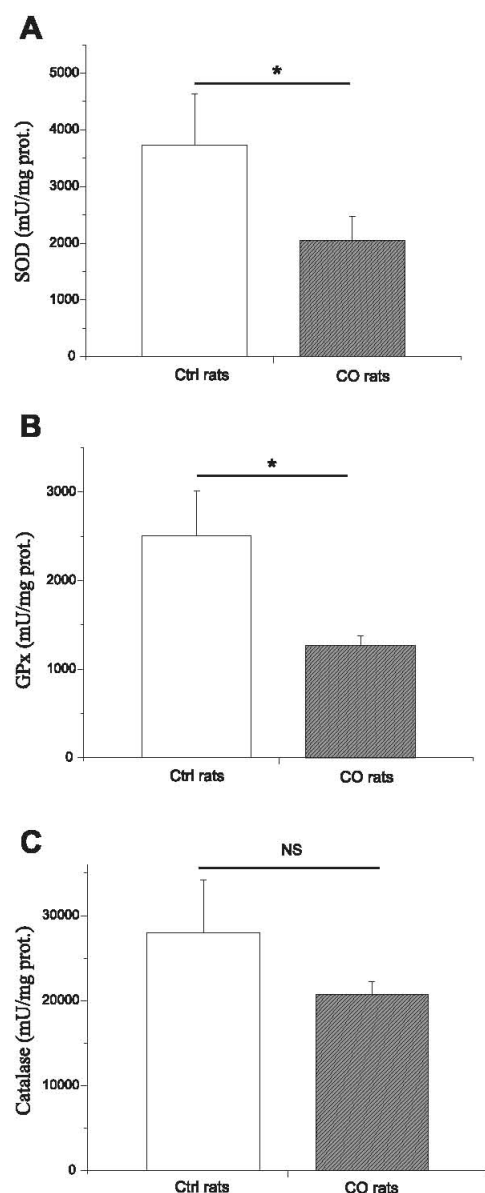 A
SOD (mU/mg prot.)
5000
4000
3000
2000
1000
0
*
Ctrl rats
CO rats
B
GPx (mU/mg prot.)
3000
2000
1000
0
*
Ctrl rats
CO rats
C
Catalase (mU/mg prot.)
30000
20000
10000
0
NS
Ctrl rats
CO rats